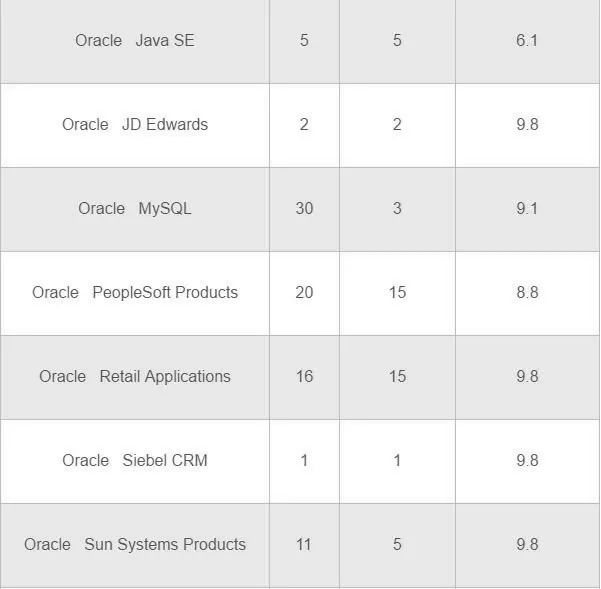 Oracle Java SE 5 5 6.1
Oracle JD Edwards 2 2 9.8
Oracle MySQL 30 3 9.1
Oracle PeopleSoft Products 20 15 8.8
Oracle Retail Applications 16 15 9.8
Oracle Siebel CRM 1 1 9.8
Oracle Sun Systems Products 11 5 9.8